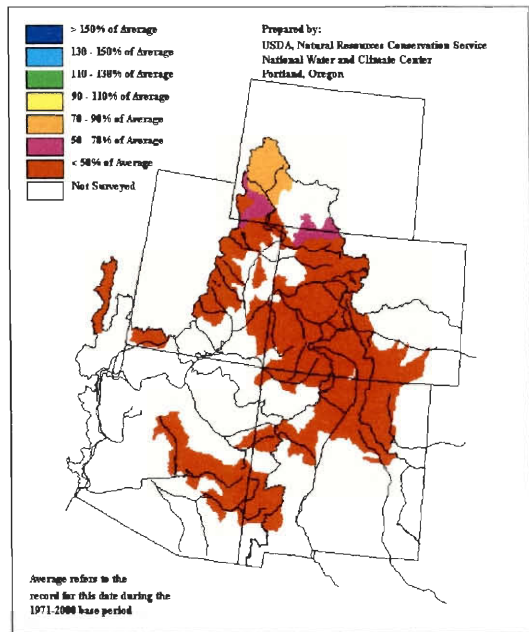 > 150% of Average
130 - 150% of Average
110 - 130% of Average
90 - 110% of Average
70 - 90% of Average
50 - 70% of Average
< 50% of Average
Not Surveyed
Prepared by:
USDA, Natural Resources Conservation Service
National Water and Climate Center
Portland, Oregon
Average refers to the
record for this date during the
1971-2000 base period